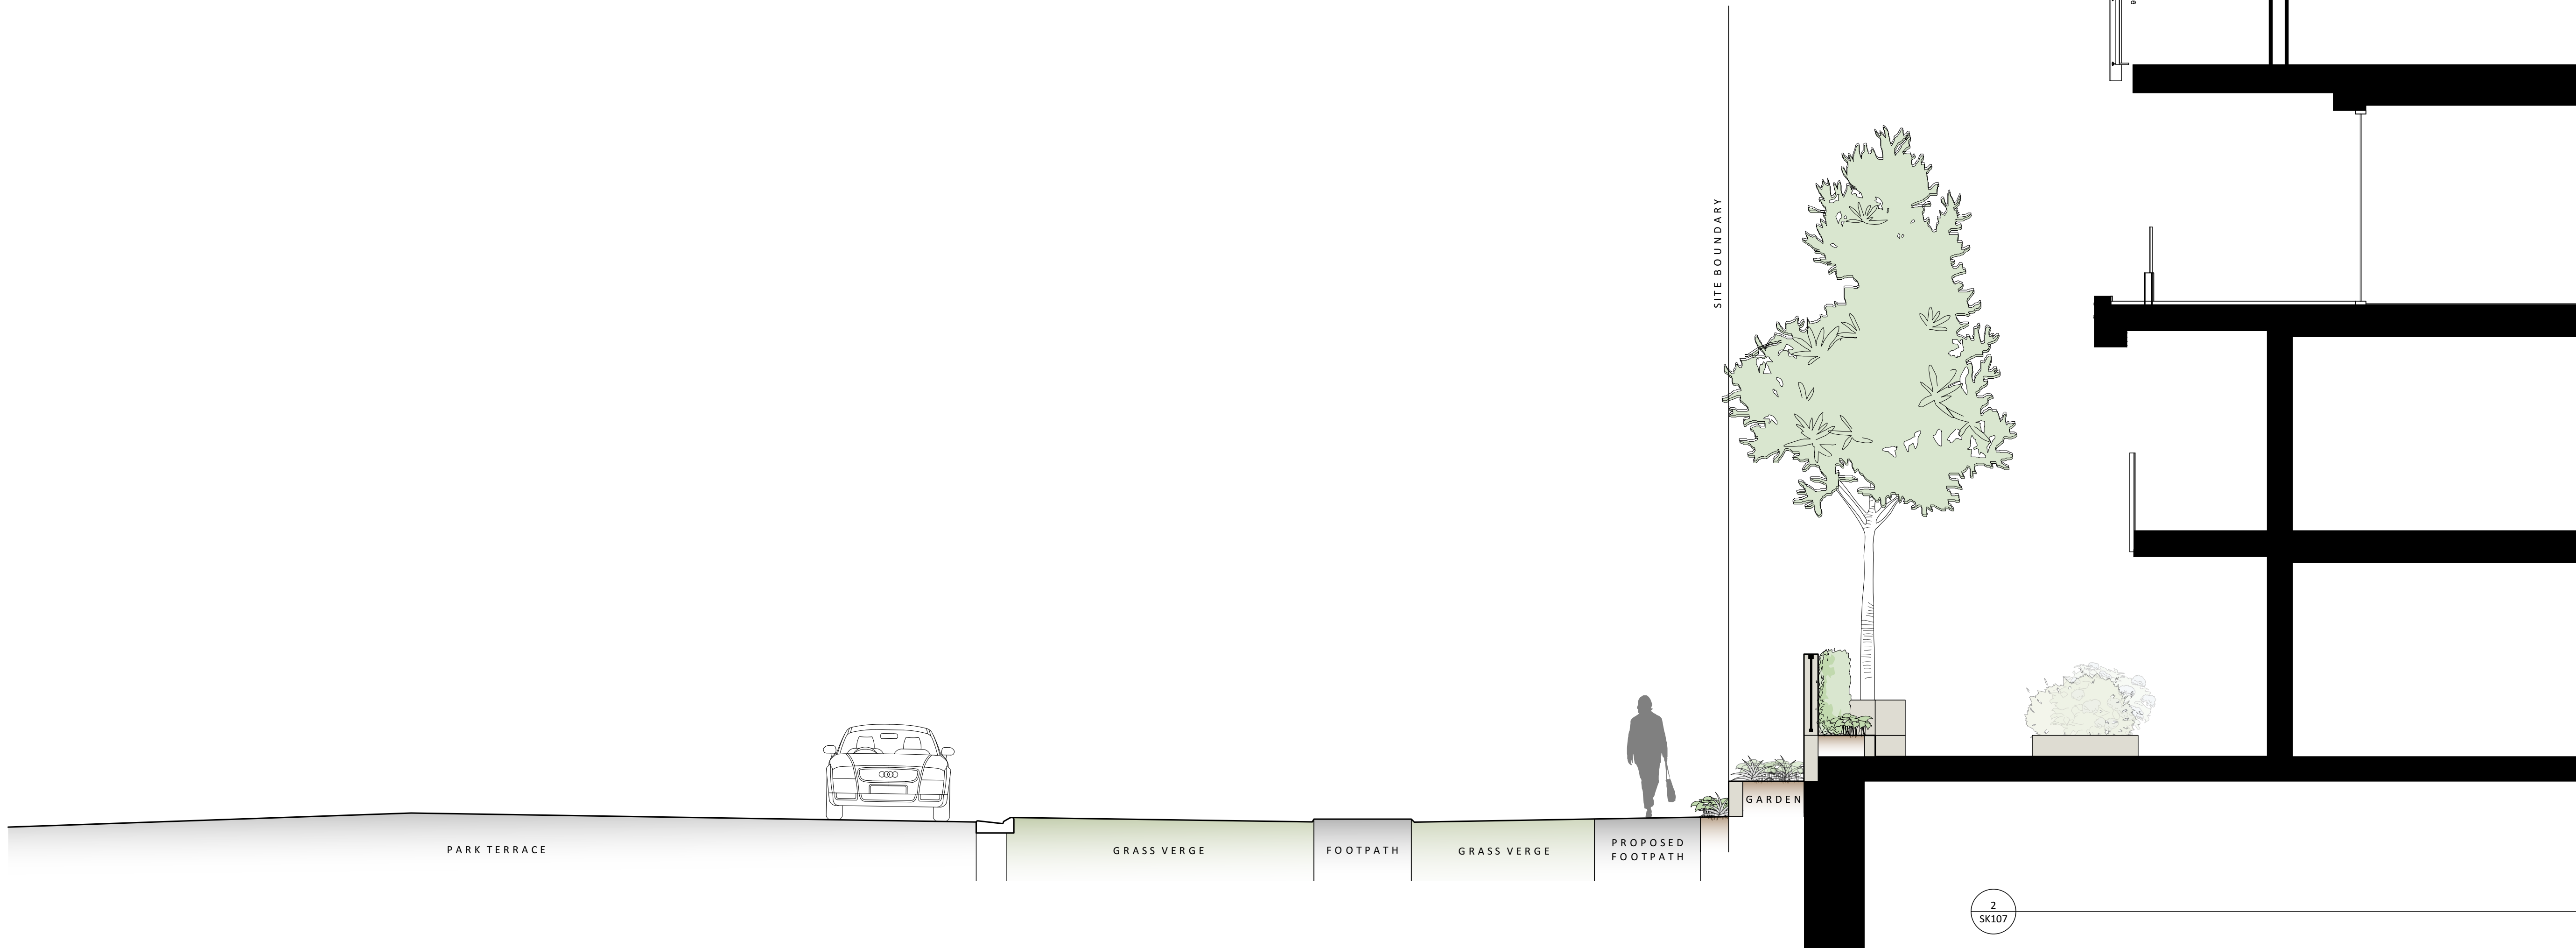 SITE BOUNDARY
GARDEN
PARK TERRACE
GRASS VERGE
FOOTPATH
GRASS VERGE
PROPOSED
FOOTPATH
2
SK107